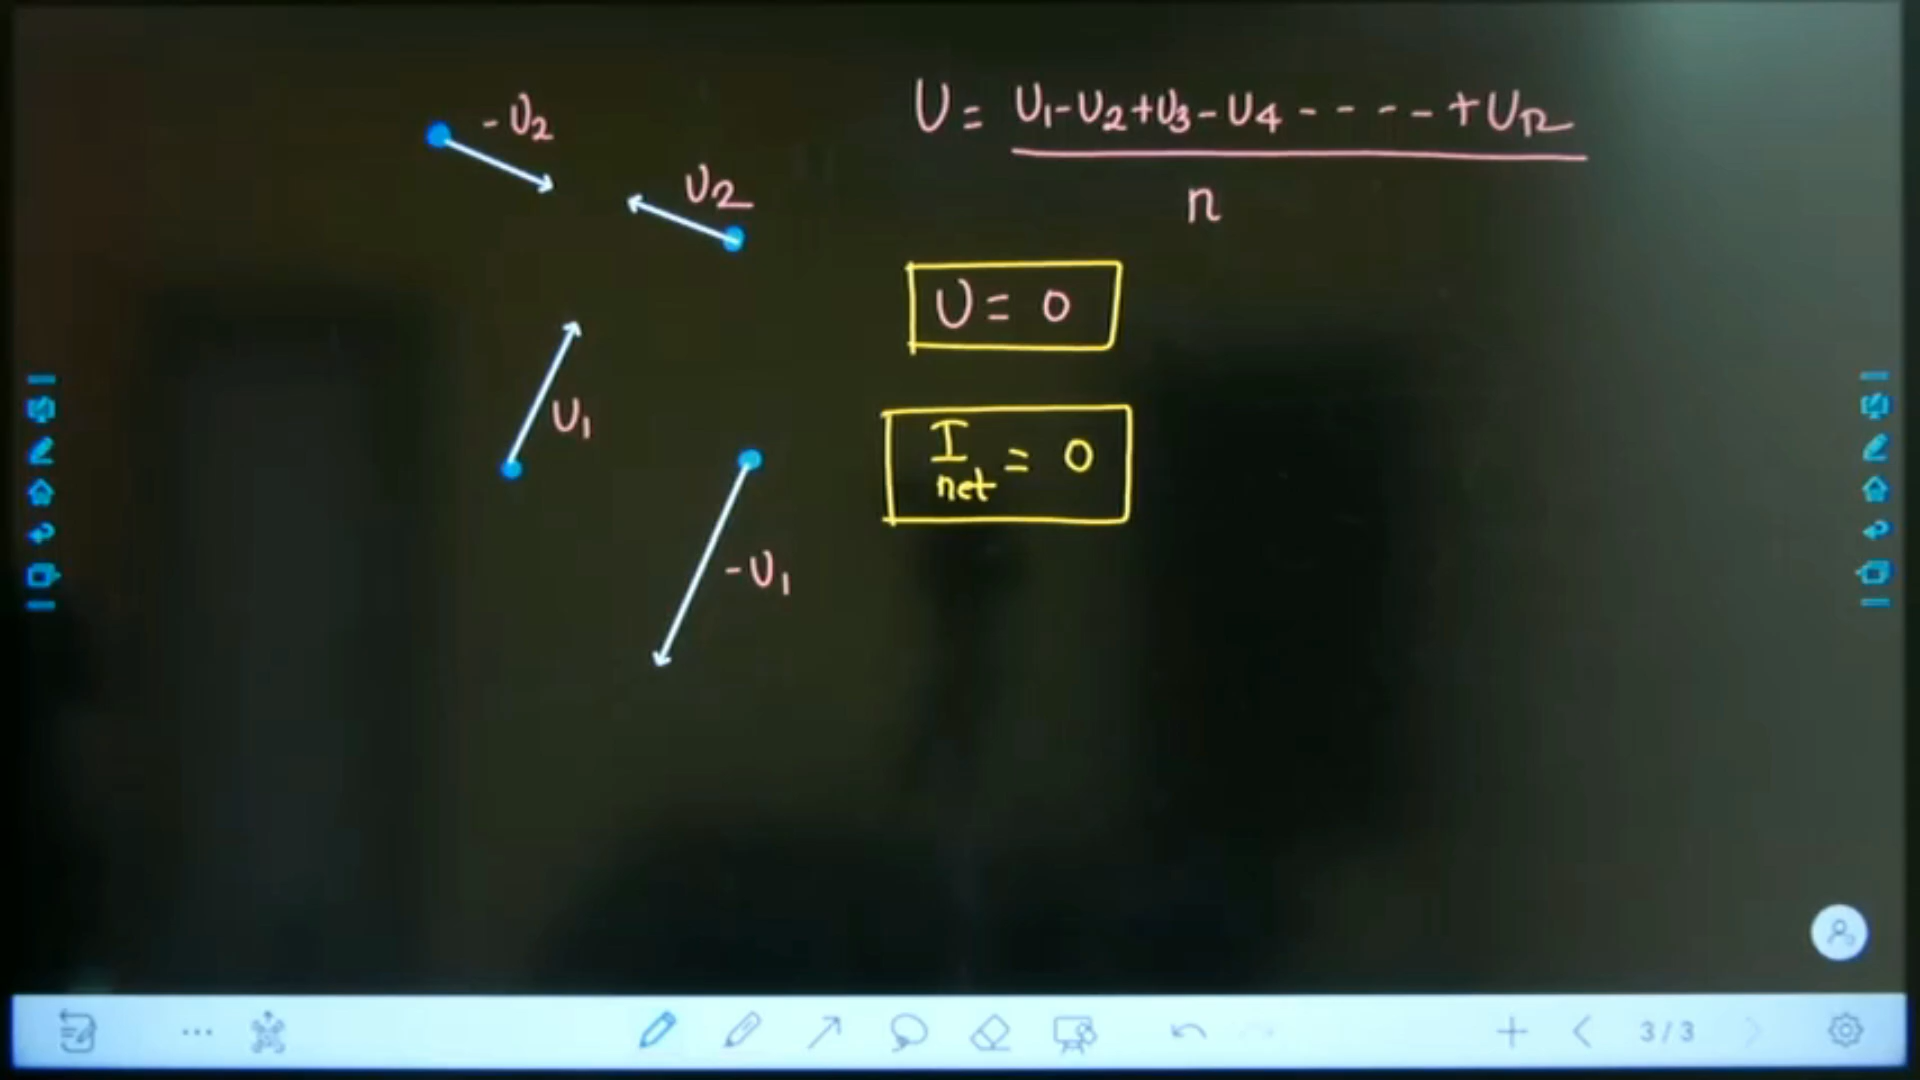 -U2
U2
U1
-U1
U = U1-U2+U3-U4 - - - - - +Un
n
U = 0
I net = 0
3/3